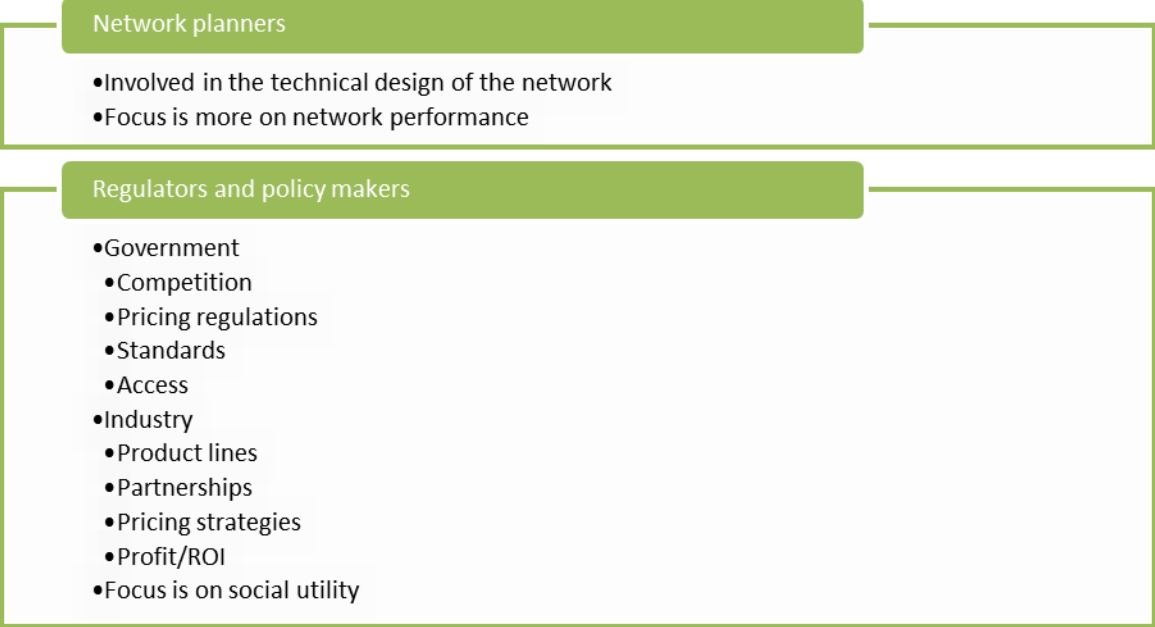 Network planners
•Involved in the technical design of the network
•Focus is more on network performance
Regulators and policy makers
•Government
•Competition
•Pricing regulations
•Standards
•Access
•Industry
•Product lines
•Partnerships
•Pricing strategies
•Profit/ROI
•Focus is on social utility